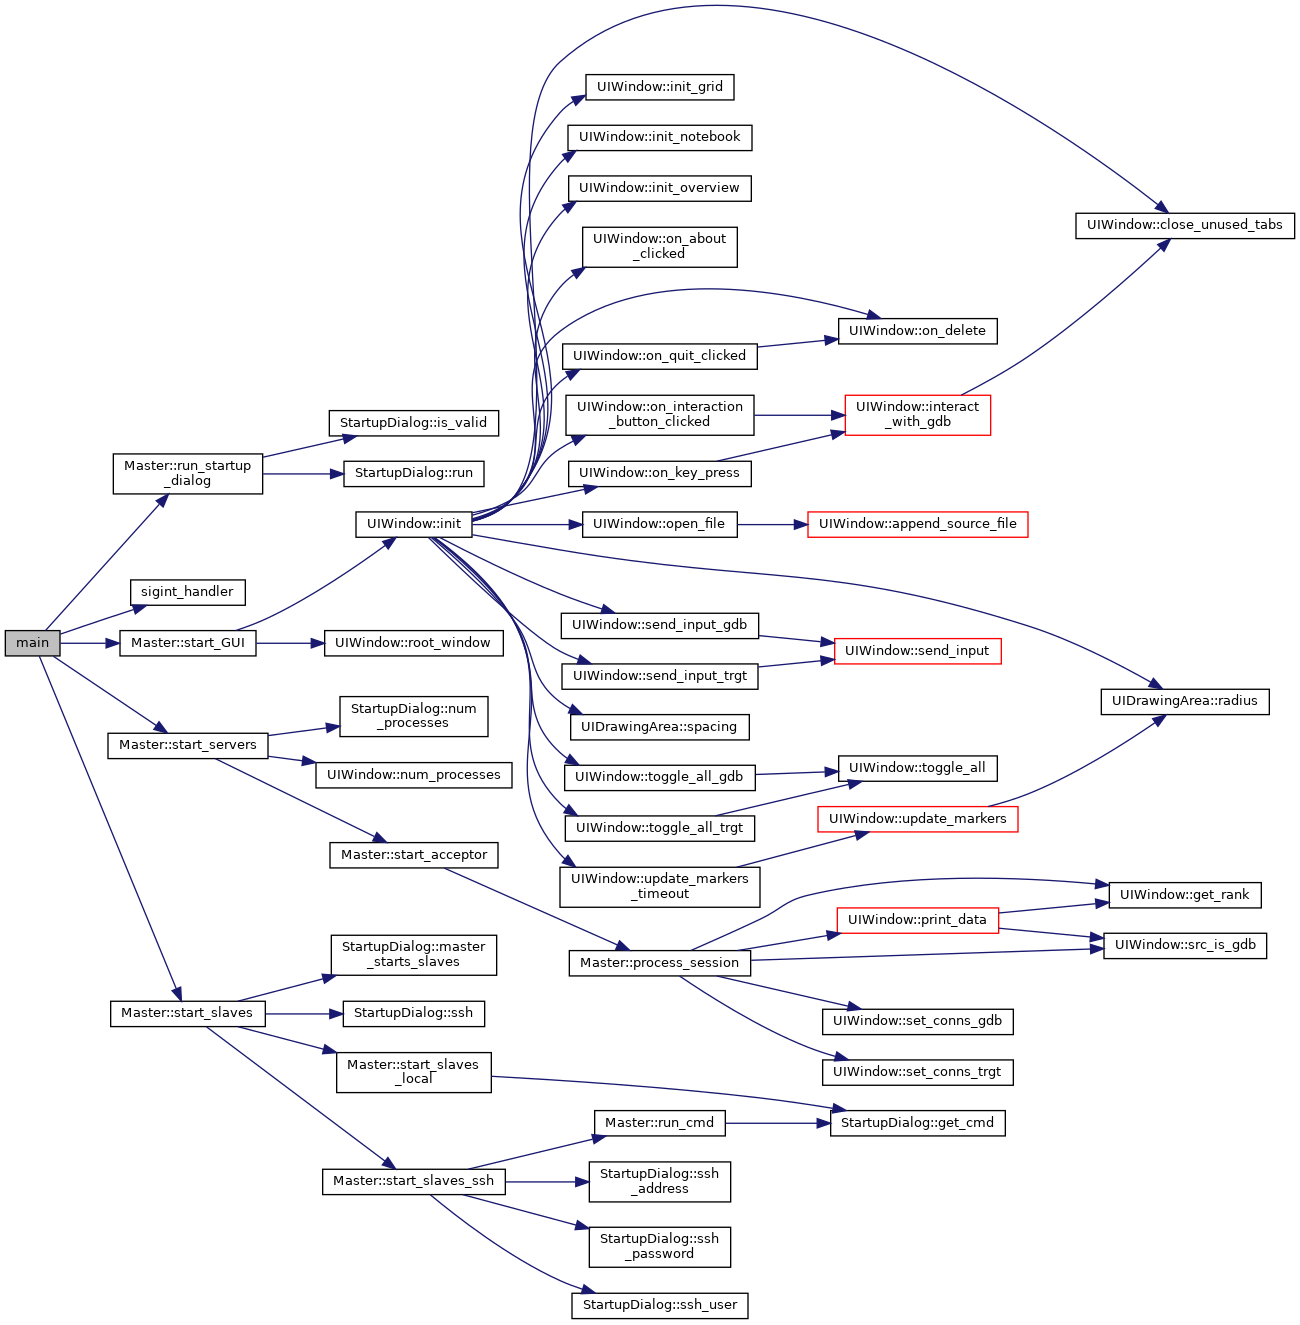 main
Master::run_startup
_dialog
sigint_handler
Master::start_GUI
Master::start_servers
Master::start_slaves
StartupDialog::is_valid
StartupDialog::run
UIWindow::init
UIWindow::root_window
StartupDialog::num
_processes
UIWindow::num_processes
Master::start_acceptor
StartupDialog::master
_starts_slaves
StartupDialog::ssh
Master::start_slaves
_local
Master::start_slaves_ssh
UIWindow::init_grid
UIWindow::init_notebook
UIWindow::init_overview
UIWindow::on_about
_clicked
UIWindow::on_quit_clicked
UIWindow::on_interaction
_button_clicked
UIWindow::on_key_press
UIWindow::open_file
UIWindow::send_input_gdb
UIWindow::send_input_trgt
UIDrawingArea::spacing
UIWindow::toggle_all_gdb
UIWindow::toggle_all_trgt
UIWindow::update_markers
_timeout
Master::process_session
Master::run_cmd
StartupDialog::ssh
_address
StartupDialog::ssh
_password
StartupDialog::ssh_user
UIWindow::on_delete
UIWindow::interact
_with_gdb
UIWindow::append_source_file
UIWindow::send_input
UIWindow::toggle_all
UIWindow::update_markers
UIWindow::print_data
UIWindow::set_conns_gdb
UIWindow::set_conns_trgt
StartupDialog::get_cmd
UIWindow::close_unused_tabs
UIDrawingArea::radius
UIWindow::get_rank
UIWindow::src_is_gdb